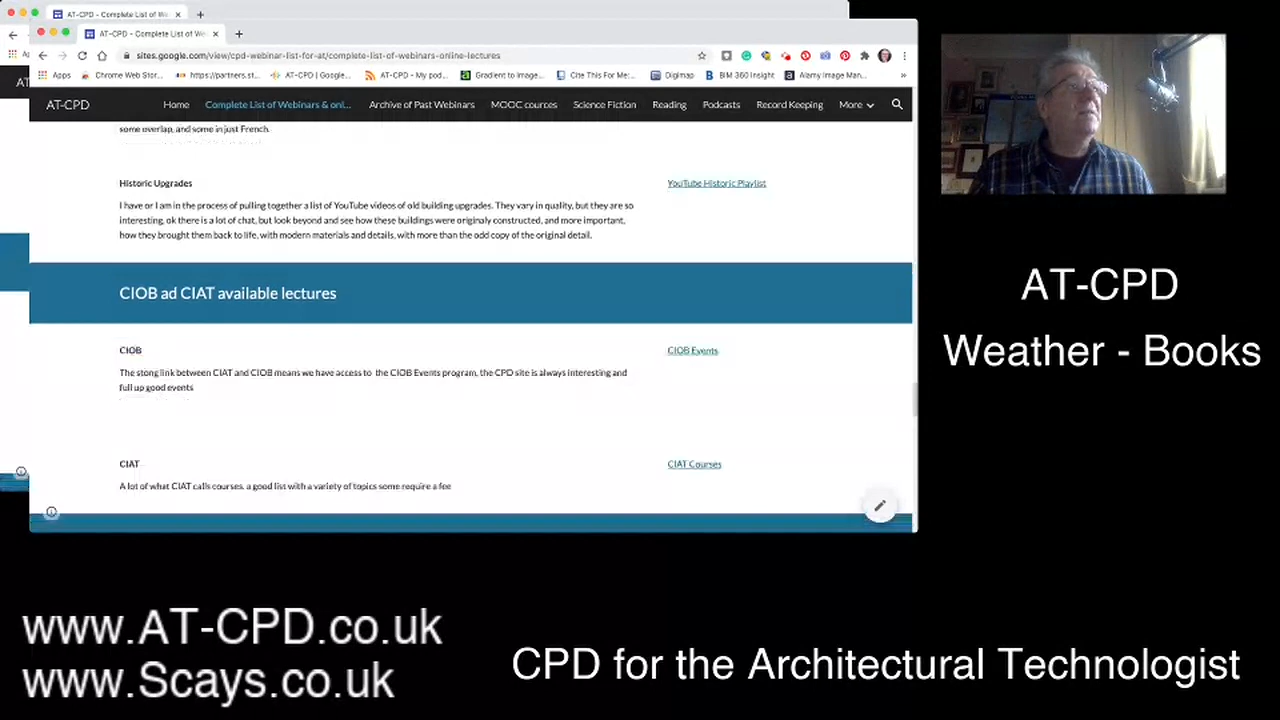 AT-CPD - Complete List of We
AT-CPD - Complete List of We
sites.google.com/view/cpd-webinar-list-for-at/complete-list-of-webinars-online-lectures
Apps Chrome Web Stor... https://partners.st... AT-CPD | Google... AT-CPD - My pod... Gradient to Image... Cite This For Me:... Digimap BIM 360 Insight Alamy Image Man... »
AT-CPD Home Complete List of Webinars & onl... Archive of Past Webinars MOOC courses Science Fiction Reading Podcasts Record Keeping More
some overlap, and some in just French.
Historic Upgrades YouTube Historic Playlist
I have or I am in the process of pulling together a list of YouTube videos of old building upgrades. They vary in quality, but they are so
interesting, ok there is a lot of chat, but look beyond and see how these buildings were originaly constructed, and more important,
how they brought them back to life, with modern materials and details, with more than the odd copy of the original detail.
CIOB ad CIAT available lectures
CIOB CIOB Events
The stong link between CIAT and CIOB means we have access to the CIOB Events program, the CPD site is always interesting and
full up good events
CIAT CIAT Courses
A lot of what CIAT calls courses, a good list with a variety of topics some require a fee
AT-CPD
Weather - Books
www.AT-CPD.co.uk
www.Scays.co.uk
CPD for the Architectural Technologist